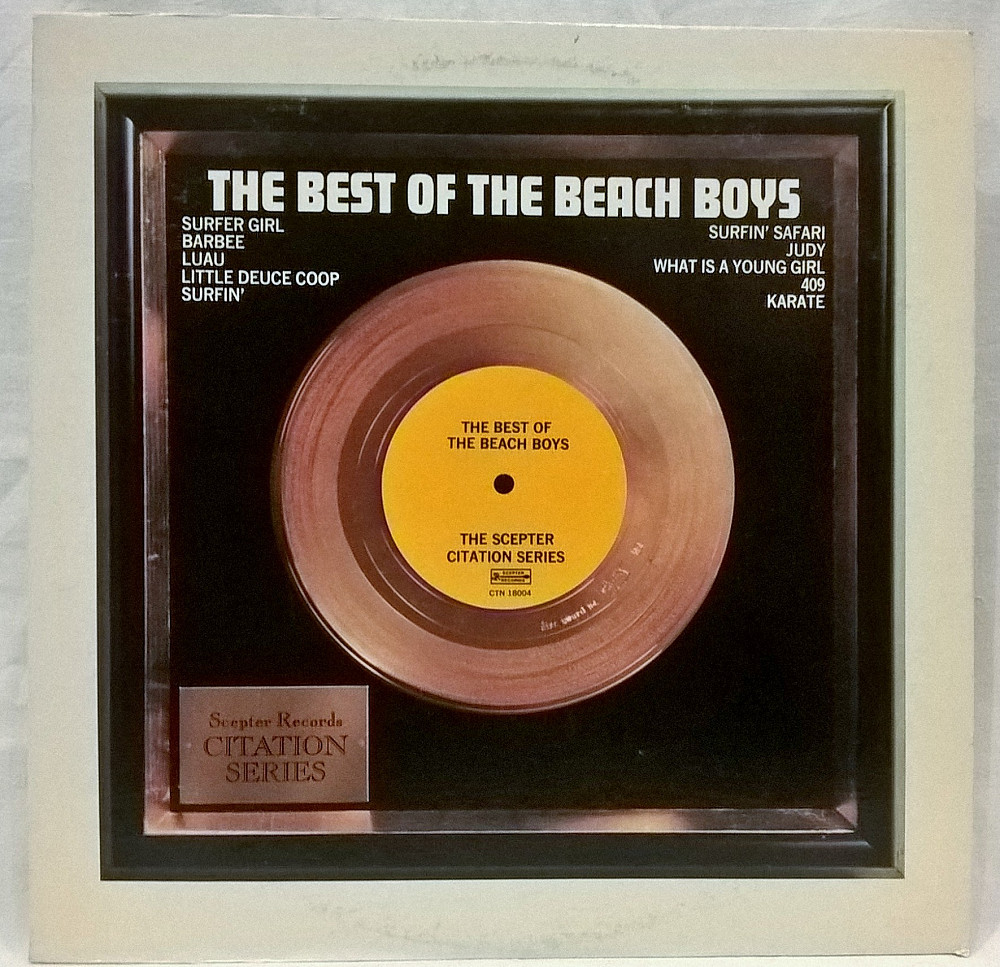 THE BEST OF THE BEACH BOYS
SURFER GIRL
BARBEE
LUAU
LITTLE DEUCE COOP
SURFIN'
SURFIN' SAFARI
JUDY
WHAT IS A YOUNG GIRL
409
KARATE
THE BEST OF
THE BEACH BOYS
THE SCEPTER
CITATION SERIES
SCEPTER
RECORDS
CTN 18004
Scepter Records
CITATION
SERIES